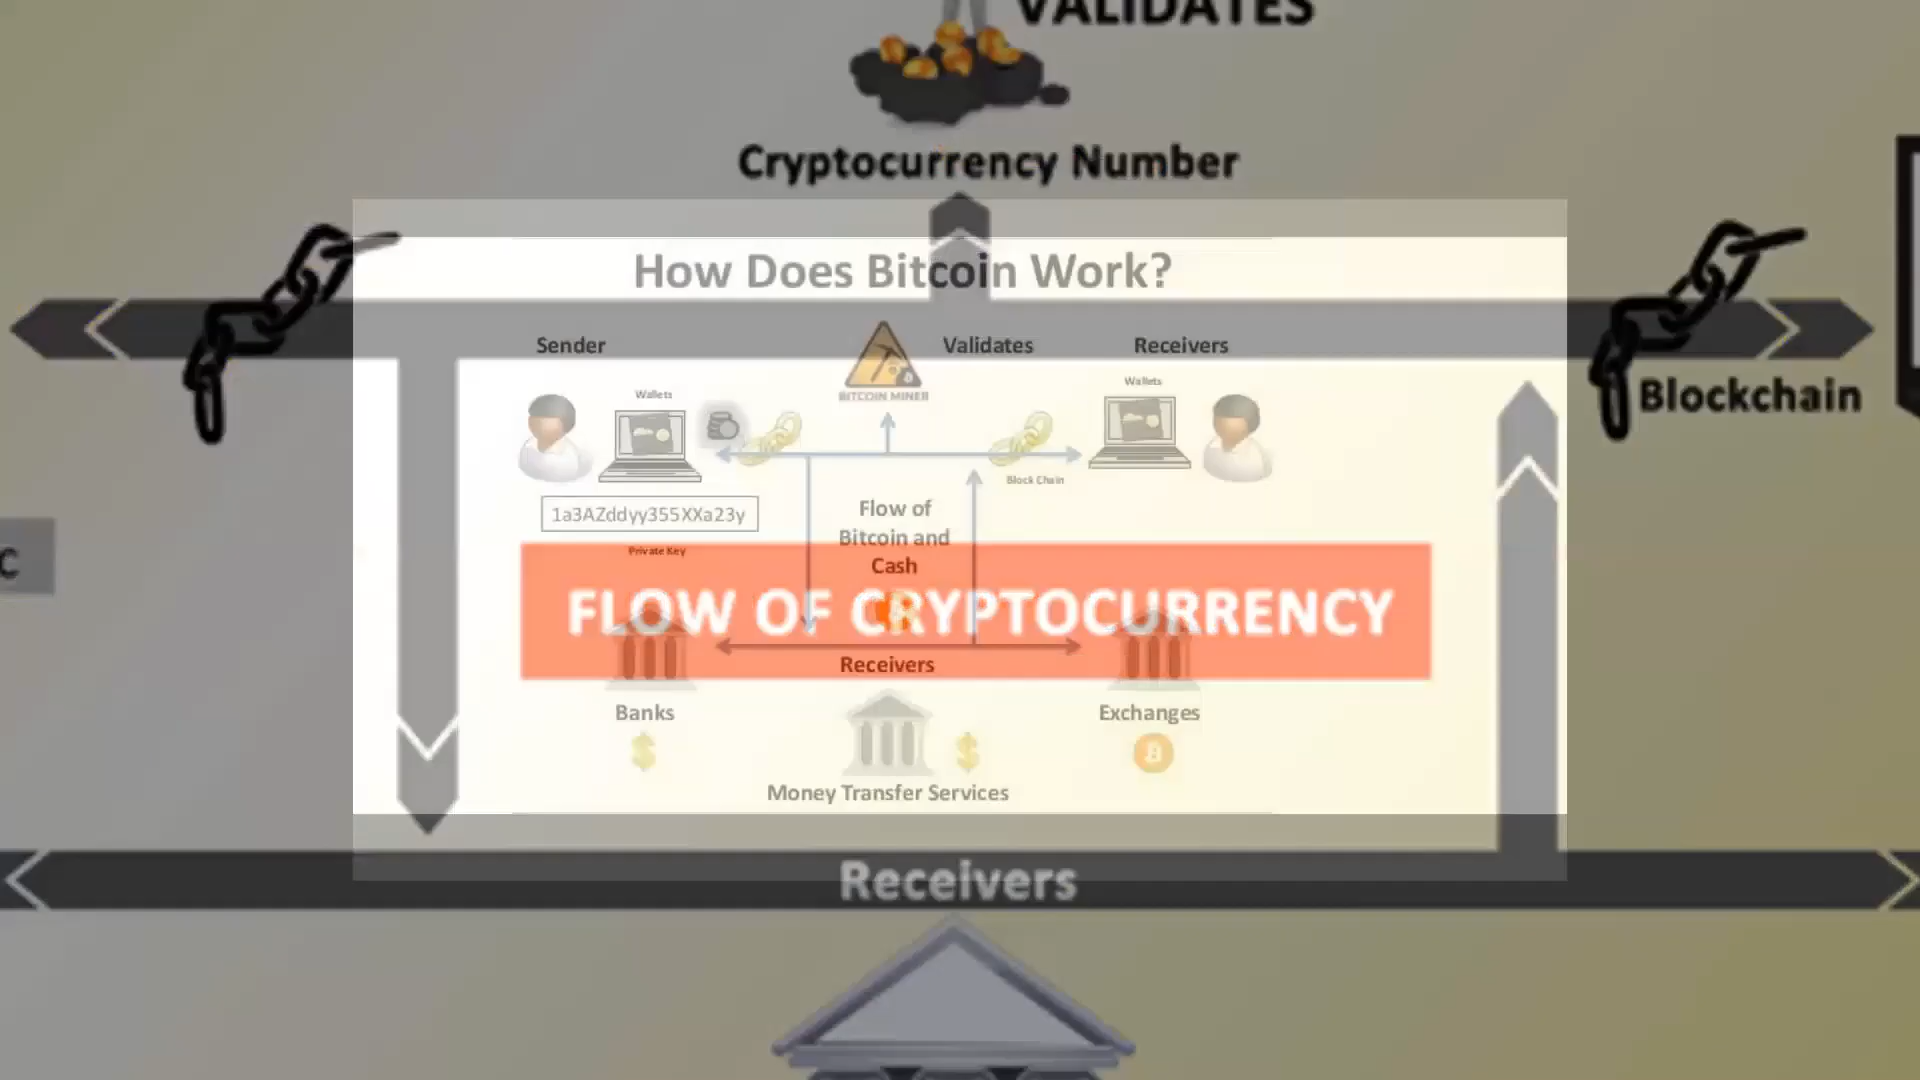 VALIDATES
Cryptocurrency Number
How Does Bitcoin Work?
Sender
Validates
Receivers
Wallets
Wallets
BITCOIN MINER
Blockchain
Block Chain
1a3AZddyy355XXa23y
Flow of
Bitcoin and
Cash
Private Key
C
FLOW OF CRYPTOCURRENCY
Receivers
Banks
Exchanges
$
$
B
Money Transfer Services
Receivers